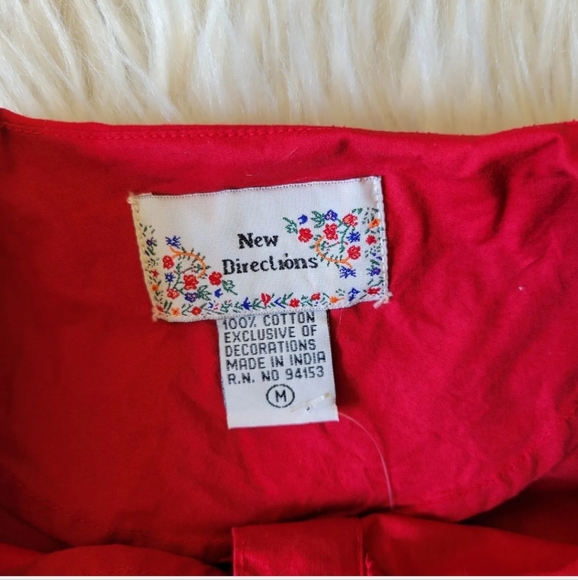 New
Directions
100% COTTON
EXCLUSIVE OF
DECORATIONS
MADE IN INDIA
R.N. NO 94153
M